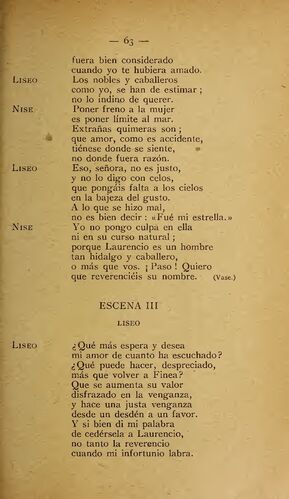 — 63 —
fuera bien considerado
cuando yo te hubiera amado.
LISEO Los nobles y caballeros
como yo, se han de estimar ;
no lo indino de querer.
NISE Poner freno a la mujer
es poner límite al mar.
Extrañas quimeras son ;
que amor, como es accidente,
tiénese donde se siente,
no donde fuera razón.
LISEO Eso, señora, no es justo,
y no lo digo con celos,
que pongáis falta a los cielos
en la bajeza del gusto.
A lo que se hizo mal,
no es bien decir : «Fué mi estrella.»
NISE Yo no pongo culpa en ella
ni en su curso natural ;
porque Laurencio es un hombre
tan hidalgo y caballero,
o más que vos. ¡ Paso ! Quiero
que reverenciéis su nombre. (Vase.)
ESCENA III
LISEO
LISEO ¿Qué más espera y desea
mi amor de cuanto ha escuchado?
¿Qué puede hacer, despreciado,
más que volver a Finea?
Que se aumenta su valor
disfrazado en la venganza,
y hace una justa venganza
desde un desdén a un favor.
Y si bien di mi palabra
de cedérsela a Laurencio,
no tanto la reverencio
cuando mi infortunio labra.